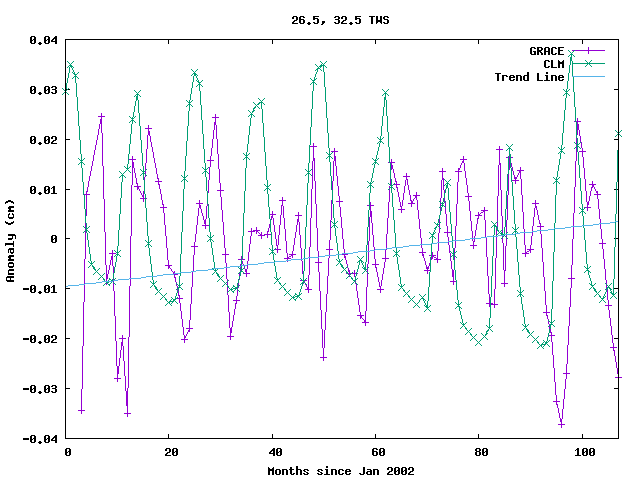 26.5, 32.5 TWS
GRACE
CLM
Trend Line
0.04
0.03
0.02
0.01
0
-0.01
-0.02
-0.03
-0.04
Anomaly (cm)
0 20 40 60 80 100
Months since Jan 2002